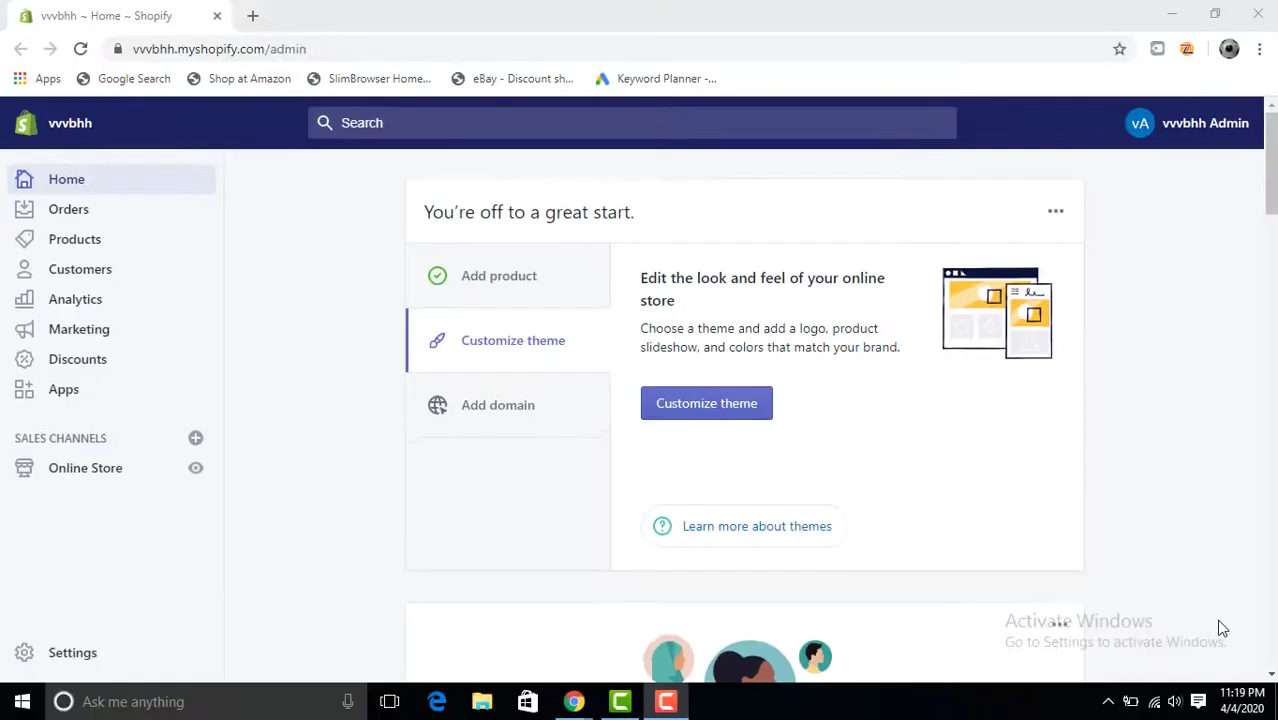 vvvbhh ~ Home ~ Shopify
vvvbhh.myshopify.com/admin
Apps
Google Search
Shop at Amazon
SlimBrowser Home...
eBay - Discount sh...
Keyword Planner -...
vvvbhh
Search
vA
vvvbhh Admin
Home
Orders
Products
Customers
Analytics
Marketing
Discounts
Apps
SALES CHANNELS
Online Store
Settings
You're off to a great start.
Add product
Customize theme
Add domain
Edit the look and feel of your online
store
Choose a theme and add a logo, product
slideshow, and colors that match your brand.
Customize theme
Learn more about themes
Activate Windows
Go to Settings to activate Windows.
Ask me anything
11:19 PM
4/4/2020